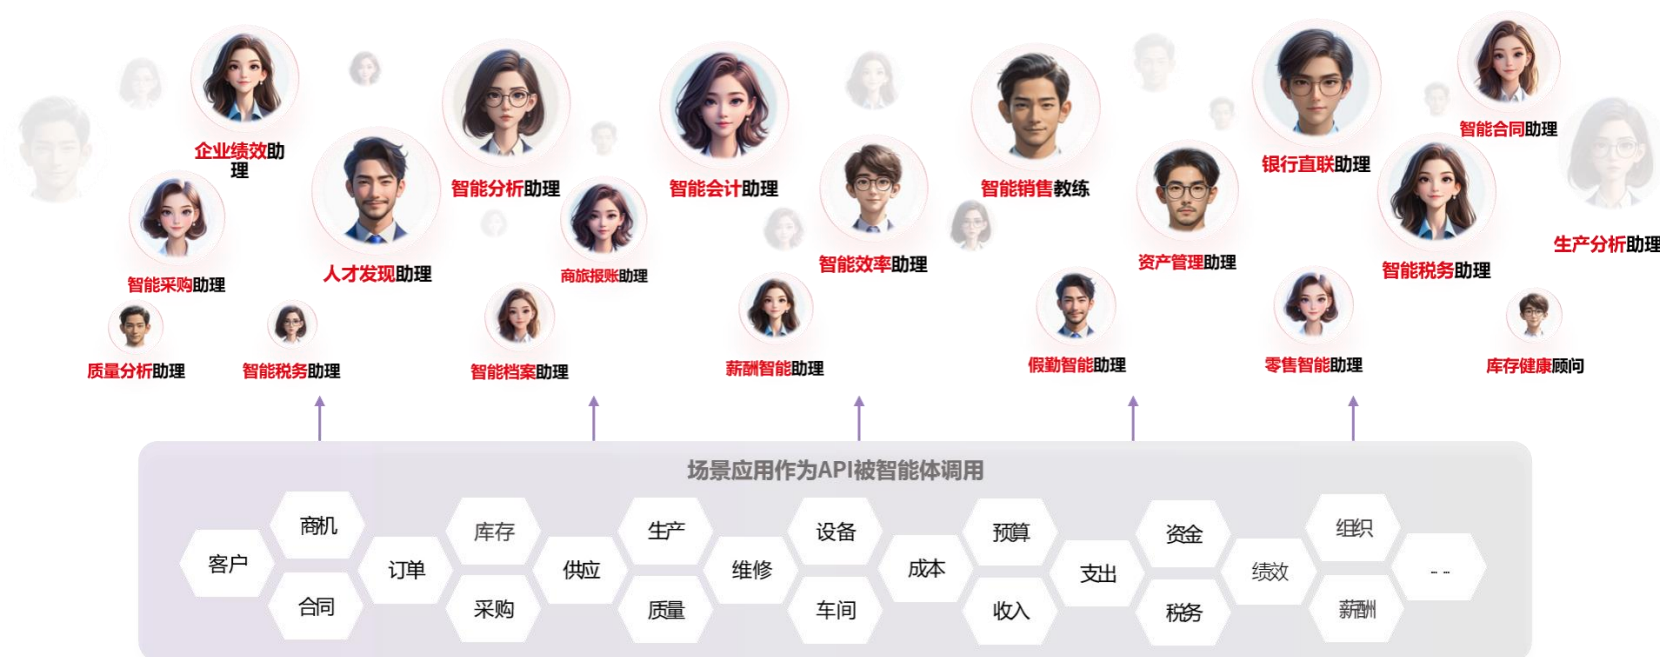 企业绩效助
理
智能采购助理
质量分析助理
智能税务助理
人才发现助理
智能分析助理
商旅报账助理
智能档案助理
智能会计助理
智能效率助理
薪酬智能助理
智能销售教练
资产管理助理
假勤智能助理
银行直联助理
智能合同助理
智能税务助理
生产分析助理
零售智能助理
库存健康顾问
场景应用作为API被智能体调用
客户
商机
合同
订单
库存
采购
供应
生产
质量
维修
设备
车间
成本
预算
收入
支出
资金
税务
绩效
组织
薪酬
... ...